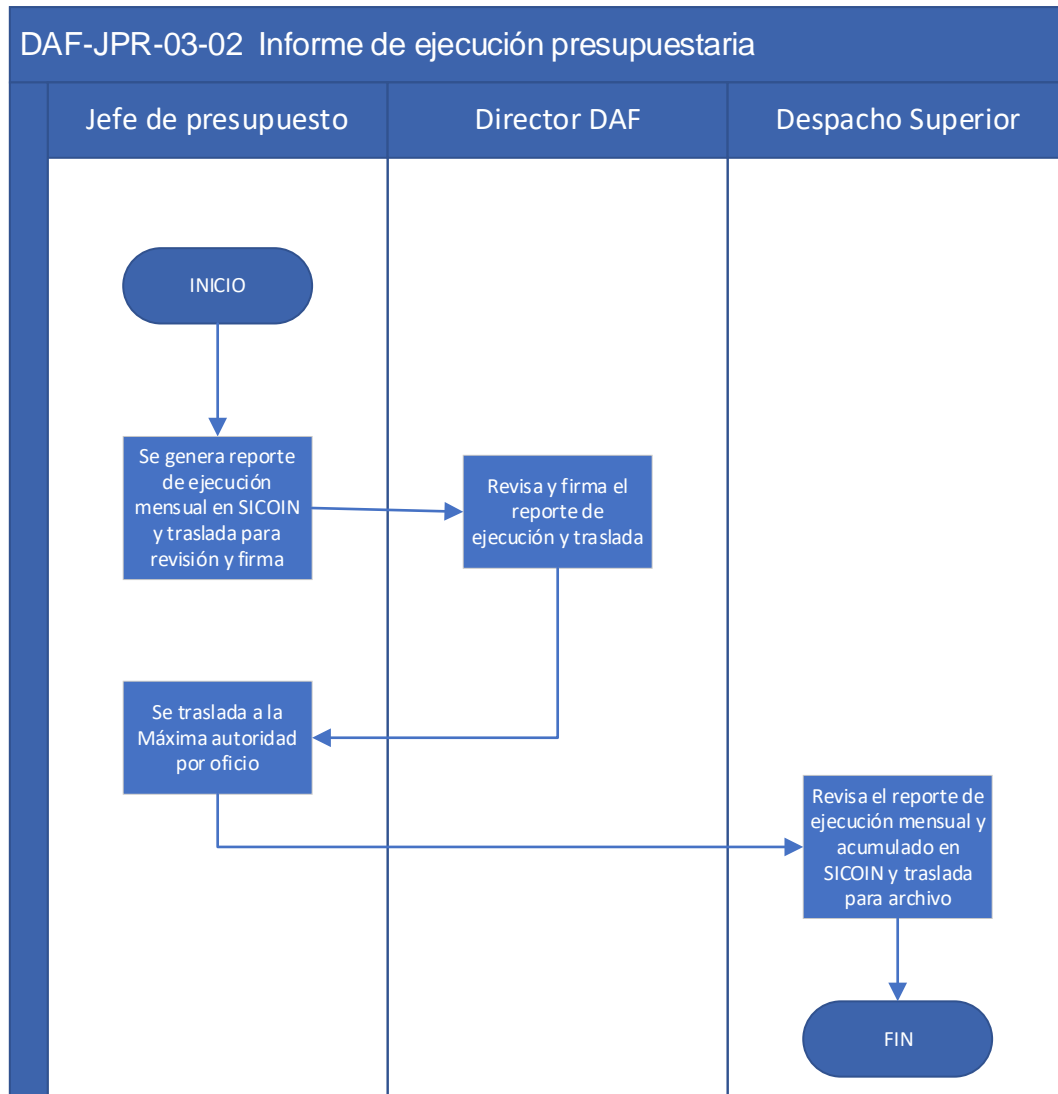 DAF-JPR-03-02 Informe de ejecución presupuestaria
Jefe de presupuesto
Director DAF
Despacho Superior
INICIO
Se genera reporte
de ejecución
mensual en SICOIN
y traslada para
revisión y firma
Revisa y firma el
reporte de
ejecución y traslada
Se traslada a la
Máxima autoridad
por oficio
Revisa el reporte de
ejecución mensual y
acumulado en
SICOIN y traslada
para archivo
FIN